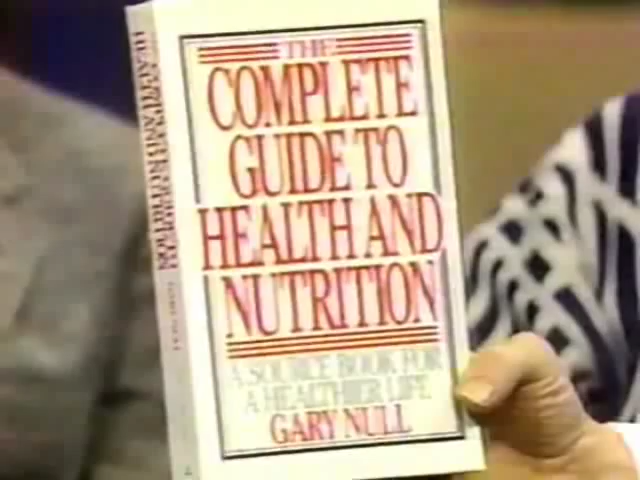 THE
COMPLETE
GUIDE TO
HEALTH AND
NUTRITION
A SOURCE BOOK FOR
A HEALTHIER LIFE
GARY NULL